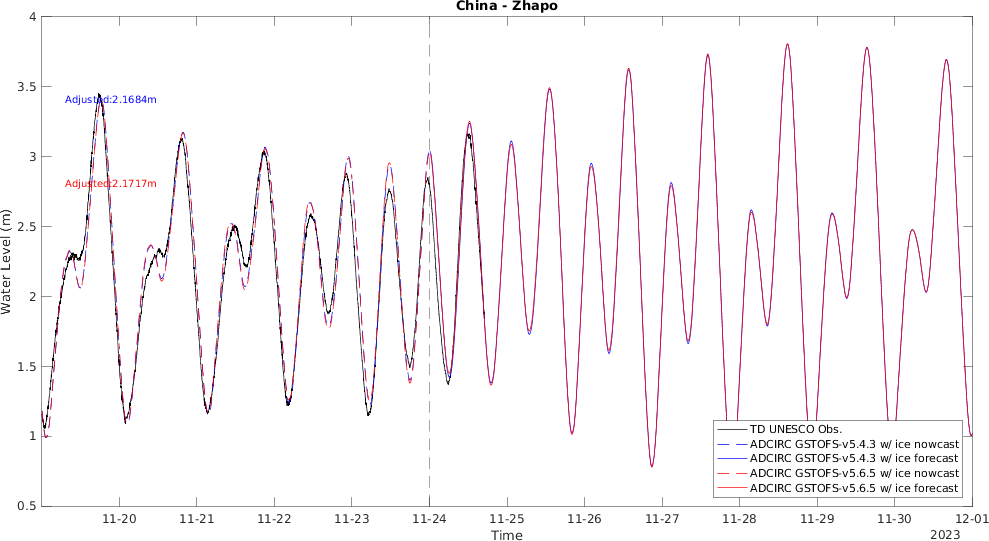 China - Zhapo
4
3.5
3
2.5
2
1.5
1
0.5
Water Level (m)
Adjusted:2.1684m
Adjusted:2.1717m
TD UNESCO Obs.
ADCIRC GSTOFS-v5.4.3 w/ ice nowcast
ADCIRC GSTOFS-v5.4.3 w/ ice forecast
ADCIRC GSTOFS-v5.6.5 w/ ice nowcast
ADCIRC GSTOFS-v5.6.5 w/ ice forecast
11-20 11-21 11-22 11-23 11-24 11-25 11-26 11-27 11-28 11-29 11-30 12-01
Time
2023